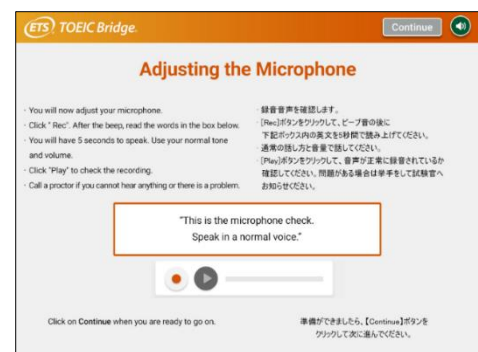 ETS TOEIC Bridge.
Continue
Adjusting the Microphone
· You will now adjust your microphone.
· Click " Rec". After the beep, read the words in the box below.
· You will have 5 seconds to speak. Use your normal tone
and volume.
· Click "Play" to check the recording.
· Call a proctor if you cannot hear anything or there is a problem.
· 録音音声を確認します。
· [Rec]ボタンをクリックして、ビープ音の後に
下記ボックス内の英文を5秒間で読み上げてください。
· 通常の話し方と音量で話してください。
· [Play]ボタンをクリックして、音声が正常に録音されているか
確認してください。問題がある場合は挙手をして試験官へ
お知らせください。
"This is the microphone check.
Speak in a normal voice."
Click on Continue when you are ready to go on.
準備ができましたら、【Continue】ボタンを
クリックして次に進んでください。